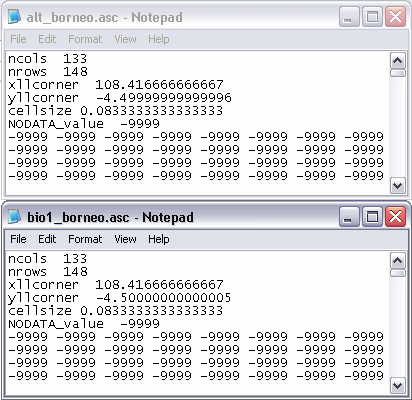 alt_borneo.asc - Notepad
File Edit Format View Help
ncols 133
nrows 148
xllcorner 108.416666666667
yllcorner -4.49999999999996
cellsize 0.0833333333333333
NODATA_value -9999
-9999 -9999 -9999 -9999 -9999 -9999 -9999 -9999
-9999 -9999 -9999 -9999 -9999 -9999 -9999 -9999
-9999 -9999 -9999 -9999 -9999 -9999 -9999 -9999
-9999 -9999 -9999 -9999 -9999 -9999 -9999 -9999
bio1_borneo.asc - Notepad
File Edit Format View Help
ncols 133
nrows 148
xllcorner 108.416666666667
yllcorner -4.50000000000005
cellsize 0.0833333333333333
NODATA_value -9999
-9999 -9999 -9999 -9999 -9999 -9999 -9999 -9999
-9999 -9999 -9999 -9999 -9999 -9999 -9999 -9999
-9999 -9999 -9999 -9999 -9999 -9999 -9999 -9999
-9999 -9999 -9999 -9999 -9999 -9999 -9999 -9999